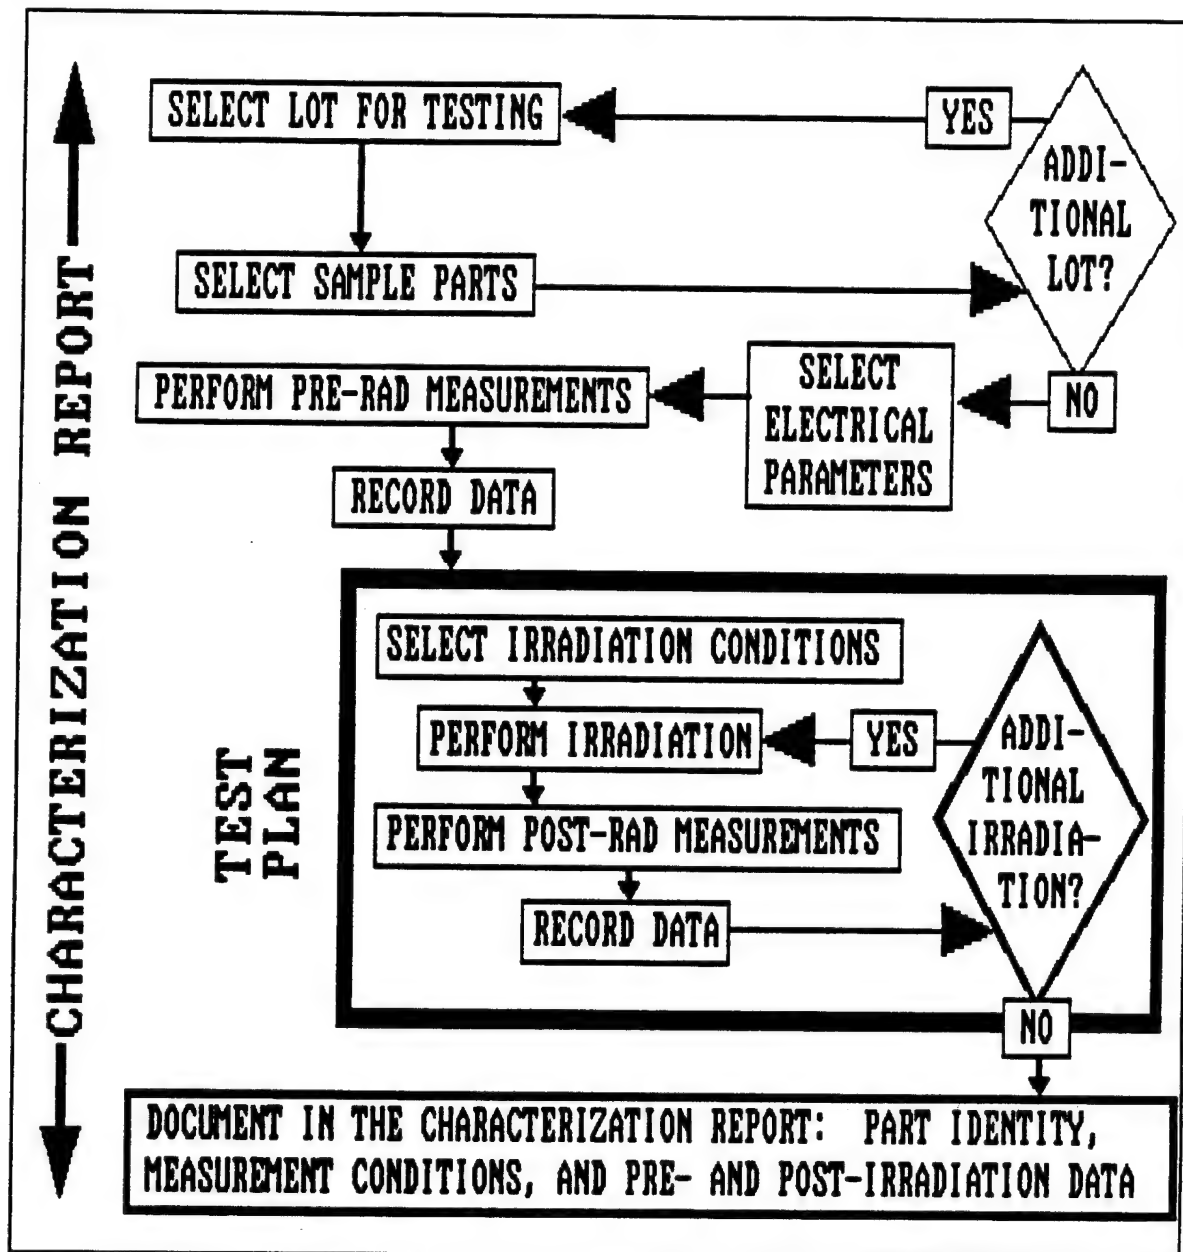 SELECT LOT FOR TESTING
YES
ADDI-
TIONAL
LOT?
SELECT SAMPLE PARTS
NO
SELECT
ELECTRICAL
PARAMETERS
PERFORM PRE-RAD MEASUREMENTS
RECORD DATA
CHARACTERIZATION REPORT
TEST
PLAN
SELECT IRRADIATION CONDITIONS
PERFORM IRRADIATION
YES
ADDI-
TIONAL
IRRADIA-
TION?
PERFORM POST-RAD MEASUREMENTS
RECORD DATA
NO
DOCUMENT IN THE CHARACTERIZATION REPORT: PART IDENTITY,
MEASUREMENT CONDITIONS, AND PRE- AND POST-IRRADIATION DATA